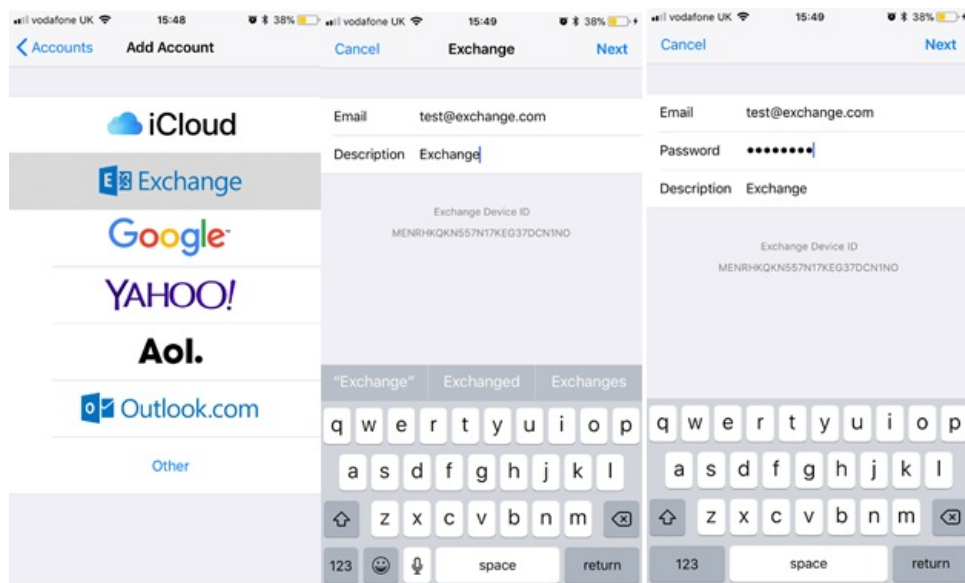 vodafone UK 15:48 38%
Accounts Add Account
iCloud
Exchange
Google
YAHOO!
Aol.
Outlook.com
Other
vodafone UK 15:49 38%
Cancel Exchange Next
Email test@exchange.com
Description Exchange
Exchange Device ID
MENRHKQKN557N17KEG37DCN1NO
"Exchange" Exchanged Exchanges
q w e r t y u i o p
a s d f g h j k l
z x c v b n m
123 space return
vodafone UK 15:49 38%
Cancel Next
Email test@exchange.com
Password ••••••••
Description Exchange
Exchange Device ID
MENRHKQKN557N17KEG37DCN1NO
q w e r t y u i o p
a s d f g h j k l
z x c v b n m
123 space return